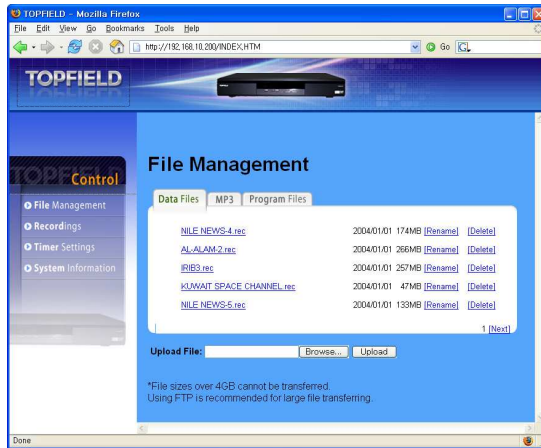 TOPFIELD - Mozilla Firefox
File Edit View Go Bookmarks Tools Help
http://192,168,10,200/INDEX,HTM Go
TOPFIELD
TOPFIELD
Control
File Management
Recordings
Timer Settings
System Information
File Management
Data Files MP3 Program Files
NILE NEWS-4.rec 2004/01/01 174MB [Rename] [Delete]
AL-ALAM-2.rec 2004/01/01 266MB [Rename] [Delete]
IRIB3.rec 2004/01/01 257MB [Rename] [Delete]
KUWAIT SPACE CHANNEL.rec 2004/01/01 47MB [Rename] [Delete]
NILE NEWS-5.rec 2004/01/01 133MB [Rename] [Delete]
1 [Next]
Upload File: Browse... Upload
*File sizes over 4GB cannot be transferred.
Using FTP is recommended for large file transferring.
Done